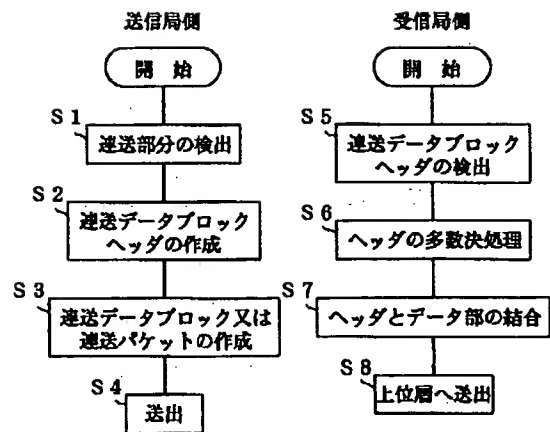 送信局側
開 始
S1
連送部分の検出
S2
連送データブロック
ヘッダの作成
S3
連送データブロック又は
連送パケットの作成
S4
送出
受信局側
開 始
S5
連送データブロック
ヘッダの検出
S6
ヘッダの多数決処理
S7
ヘッダとデータ部の結合
S8
上位層へ送出